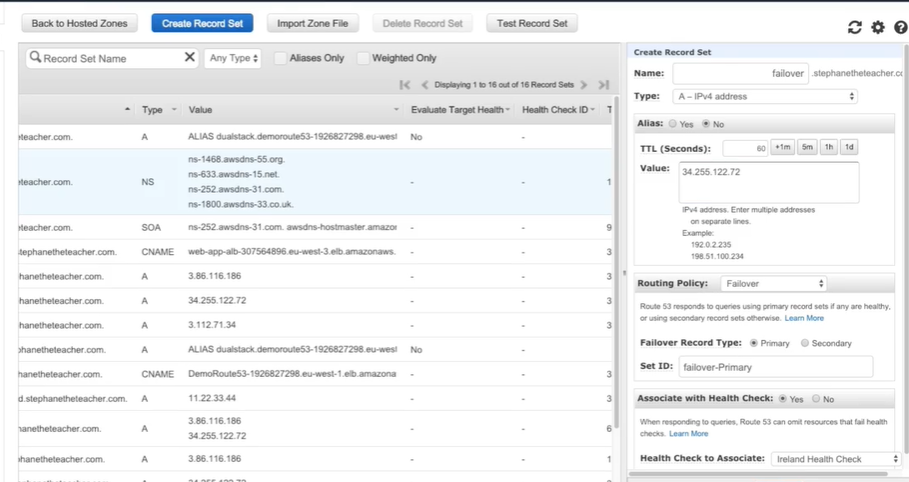 Back to Hosted Zones Create Record Set Import Zone File Delete Record Set Test Record Set
Record Set Name Any Type Aliases Only Weighted Only
Displaying 1 to 16 out of 16 Record Sets
Type Value Evaluate Target Health Health Check ID T
teacher.com. A ALIAS dualstack.demoroute53-1926827298.eu-west No -
ns-1468.awsdns-55.org.
ns-633.awsdns-15.net.
teacher.com. NS - - 1
ns-252.awsdns-31.com.
ns-1800.awsdns-33.co.uk.
teacher.com. SOA ns-252.awsdns-31.com. awsdns-hostmaster.amazor - - 9
stephanetheteacher.com. CNAME web-app-alb-307564896.eu-west-3.elb.amazonaws. - - 3
hanetheteacher.com. A 3.86.116.186 - - 3
hanetheteacher.com. A 34.255.122.72 - - 3
hanetheteacher.com. A 3.112.71.34 - - 3
phanetheteacher.com. A ALIAS dualstack.demoroute53-1926827298.eu-west No -
hanetheteacher.com. CNAME DemoRoute53-1926827298.eu-west-1.elb.amazona - - 3
d.stephanetheteacher.com. A 11.22.33.44 - - 3
3.86.116.186
hanetheteacher.com. A - - 6
34.255.122.72
phanetheteacher.com. A 3.86.116.186 - - 1
phanetheteacher.com. A 34.255.122.72
Create Record Set
Name: failover .stephanetheteacher.co
Type: A – IPv4 address
Alias: Yes No
TTL (Seconds): 60 +1m 5m 1h 1d
Value: 34.255.122.72
IPv4 address. Enter multiple addresses
on separate lines.
Example:
192.0.2.235
198.51.100.234
Routing Policy: Failover
Route 53 responds to queries using primary record sets if any are healthy,
or using secondary record sets otherwise. Learn More
Failover Record Type: Primary Secondary
Set ID: failover-Primary
Associate with Health Check: Yes No
When responding to queries, Route 53 can omit resources that fail health
checks. Learn More
Health Check to Associate: Ireland Health Check